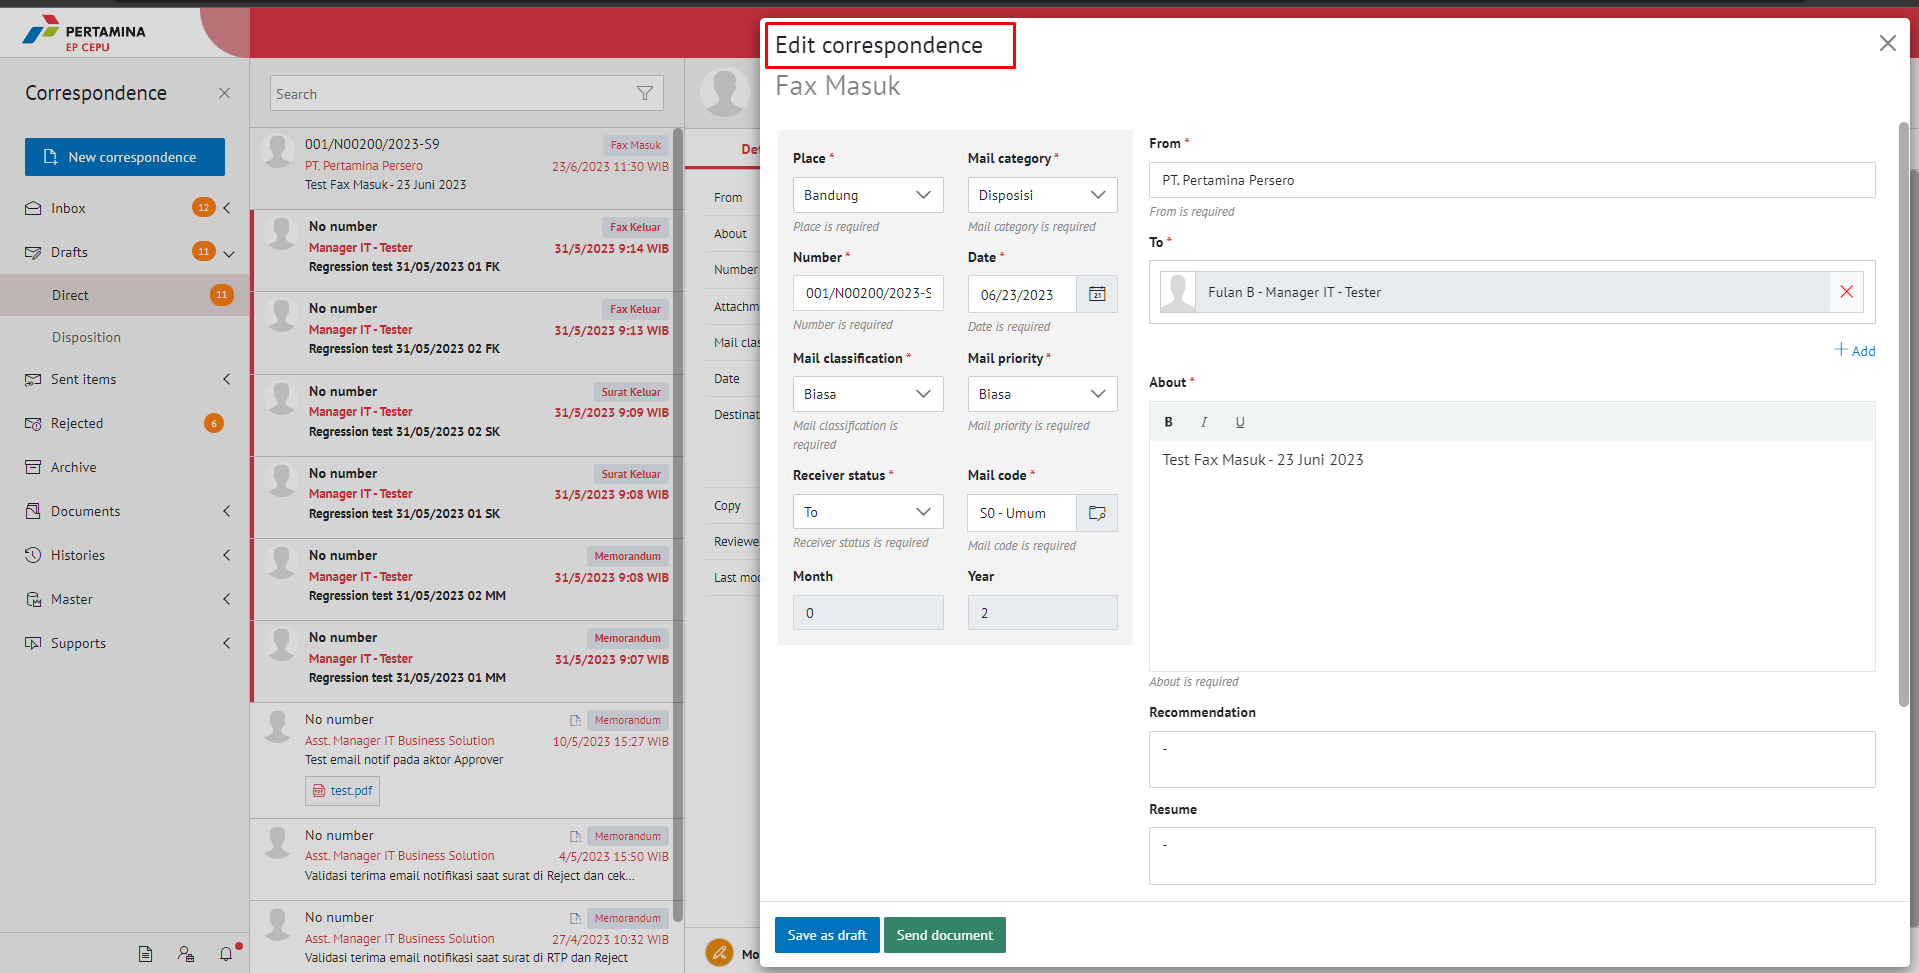 PERTAMINA
EP CEPU
Correspondence
New correspondence
Inbox
12
Drafts
11
Direct
11
Disposition
Sent items
Rejected
6
Archive
Documents
Histories
Master
Supports
Search
001/N00200/2023-S9
Fax Masuk
PT. Pertamina Persero
23/6/2023 11:30 WIB
Test Fax Masuk - 23 Juni 2023
No number
Fax Keluar
Manager IT - Tester
31/5/2023 9:14 WIB
Regression test 31/05/2023 01 FK
No number
Fax Keluar
Manager IT - Tester
31/5/2023 9:13 WIB
Regression test 31/05/2023 02 FK
No number
Surat Keluar
Manager IT - Tester
31/5/2023 9:09 WIB
Regression test 31/05/2023 02 SK
No number
Surat Keluar
Manager IT - Tester
31/5/2023 9:08 WIB
Regression test 31/05/2023 01 SK
No number
Memorandum
Manager IT - Tester
31/5/2023 9:08 WIB
Regression test 31/05/2023 02 MM
No number
Memorandum
Manager IT - Tester
31/5/2023 9:07 WIB
Regression test 31/05/2023 01 MM
No number
Memorandum
Asst. Manager IT Business Solution
10/5/2023 15:27 WIB
Test email notif pada aktor Approver
test.pdf
No number
Memorandum
Asst. Manager IT Business Solution
4/5/2023 15:50 WIB
Validasi terima email notifikasi saat surat di Reject dan cek...
No number
Memorandum
Asst. Manager IT Business Solution
27/4/2023 10:32 WIB
Validasi terima email notifikasi saat surat di RTP dan Reject
Det
From
About
Number
Attachm
Mail clas
Date
Destinat
Copy
Reviewe
Last mod
Mo
Edit correspondence
Fax Masuk
Place *
Mail category *
Bandung
Disposisi
Place is required
Mail category is required
Number *
Date *
001/N00200/2023-S
06/23/2023
21
Number is required
Date is required
Mail classification *
Mail priority *
Biasa
Biasa
Mail classification is
required
Mail priority is required
Receiver status *
Mail code *
To
S0 - Umum
Receiver status is required
Mail code is required
Month
Year
0
2
From *
PT. Pertamina Persero
From is required
To *
Fulan B - Manager IT - Tester
Add
About *
B I U
Test Fax Masuk - 23 Juni 2023
About is required
Recommendation
-
Resume
-
Save as draft
Send document